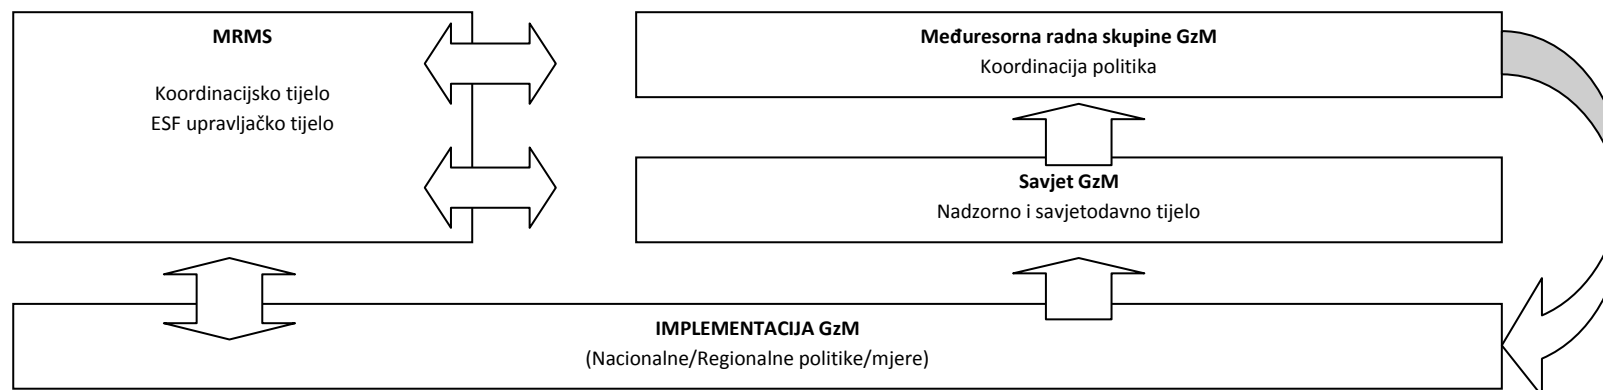 MRMS
Koordinacijsko tijelo
ESF upravljačko tijelo
Međuresorna radna skupine GzM
Koordinacija politika
Savjet GzM
Nadzorno i savjetodavno tijelo
IMPLEMENTACIJA GzM
(Nacionalne/Regionalne politike/mjere)